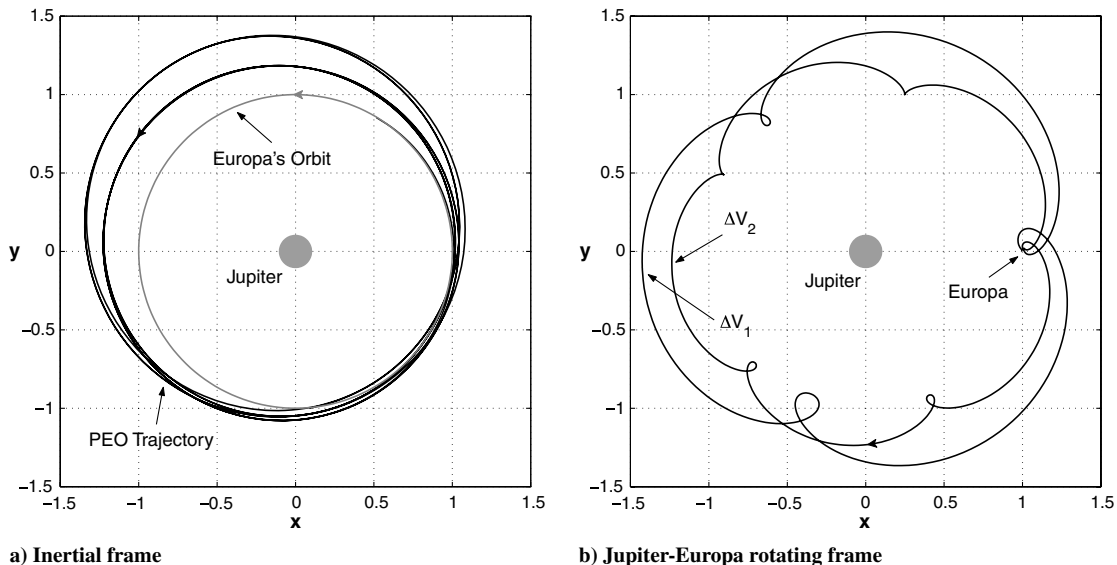 1.5
1
0.5
0
−0.5
−1
−1.5
y
−1.5 −1 −0.5 0 0.5 1 1.5
x
Europa's Orbit
Jupiter
PEO Trajectory
a) Inertial frame
1.5
1
0.5
0
−0.5
−1
−1.5
y
−1.5 −1 −0.5 0 0.5 1 1.5
x
ΔV2
Jupiter
Europa
ΔV1
b) Jupiter-Europa rotating frame